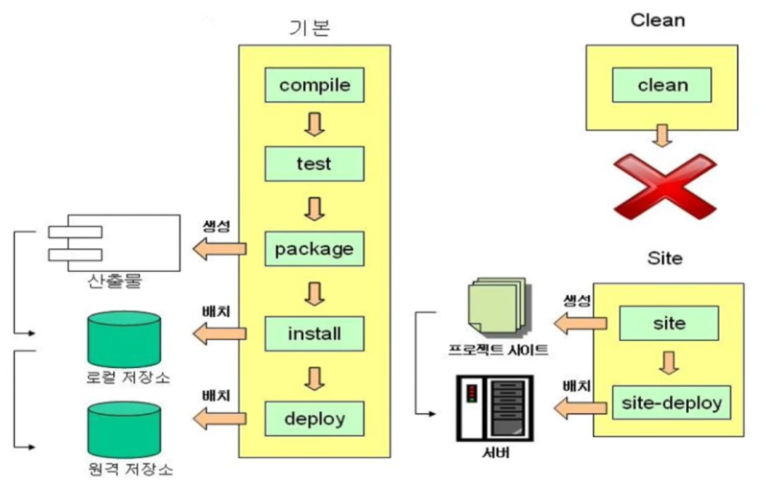 기본
compile
test
package
install
deploy
생성
산출물
배치
로컬 저장소
배치
원격 저장소
Clean
clean
Site
site
site-deploy
생성
프로젝트 사이트
배치
서버